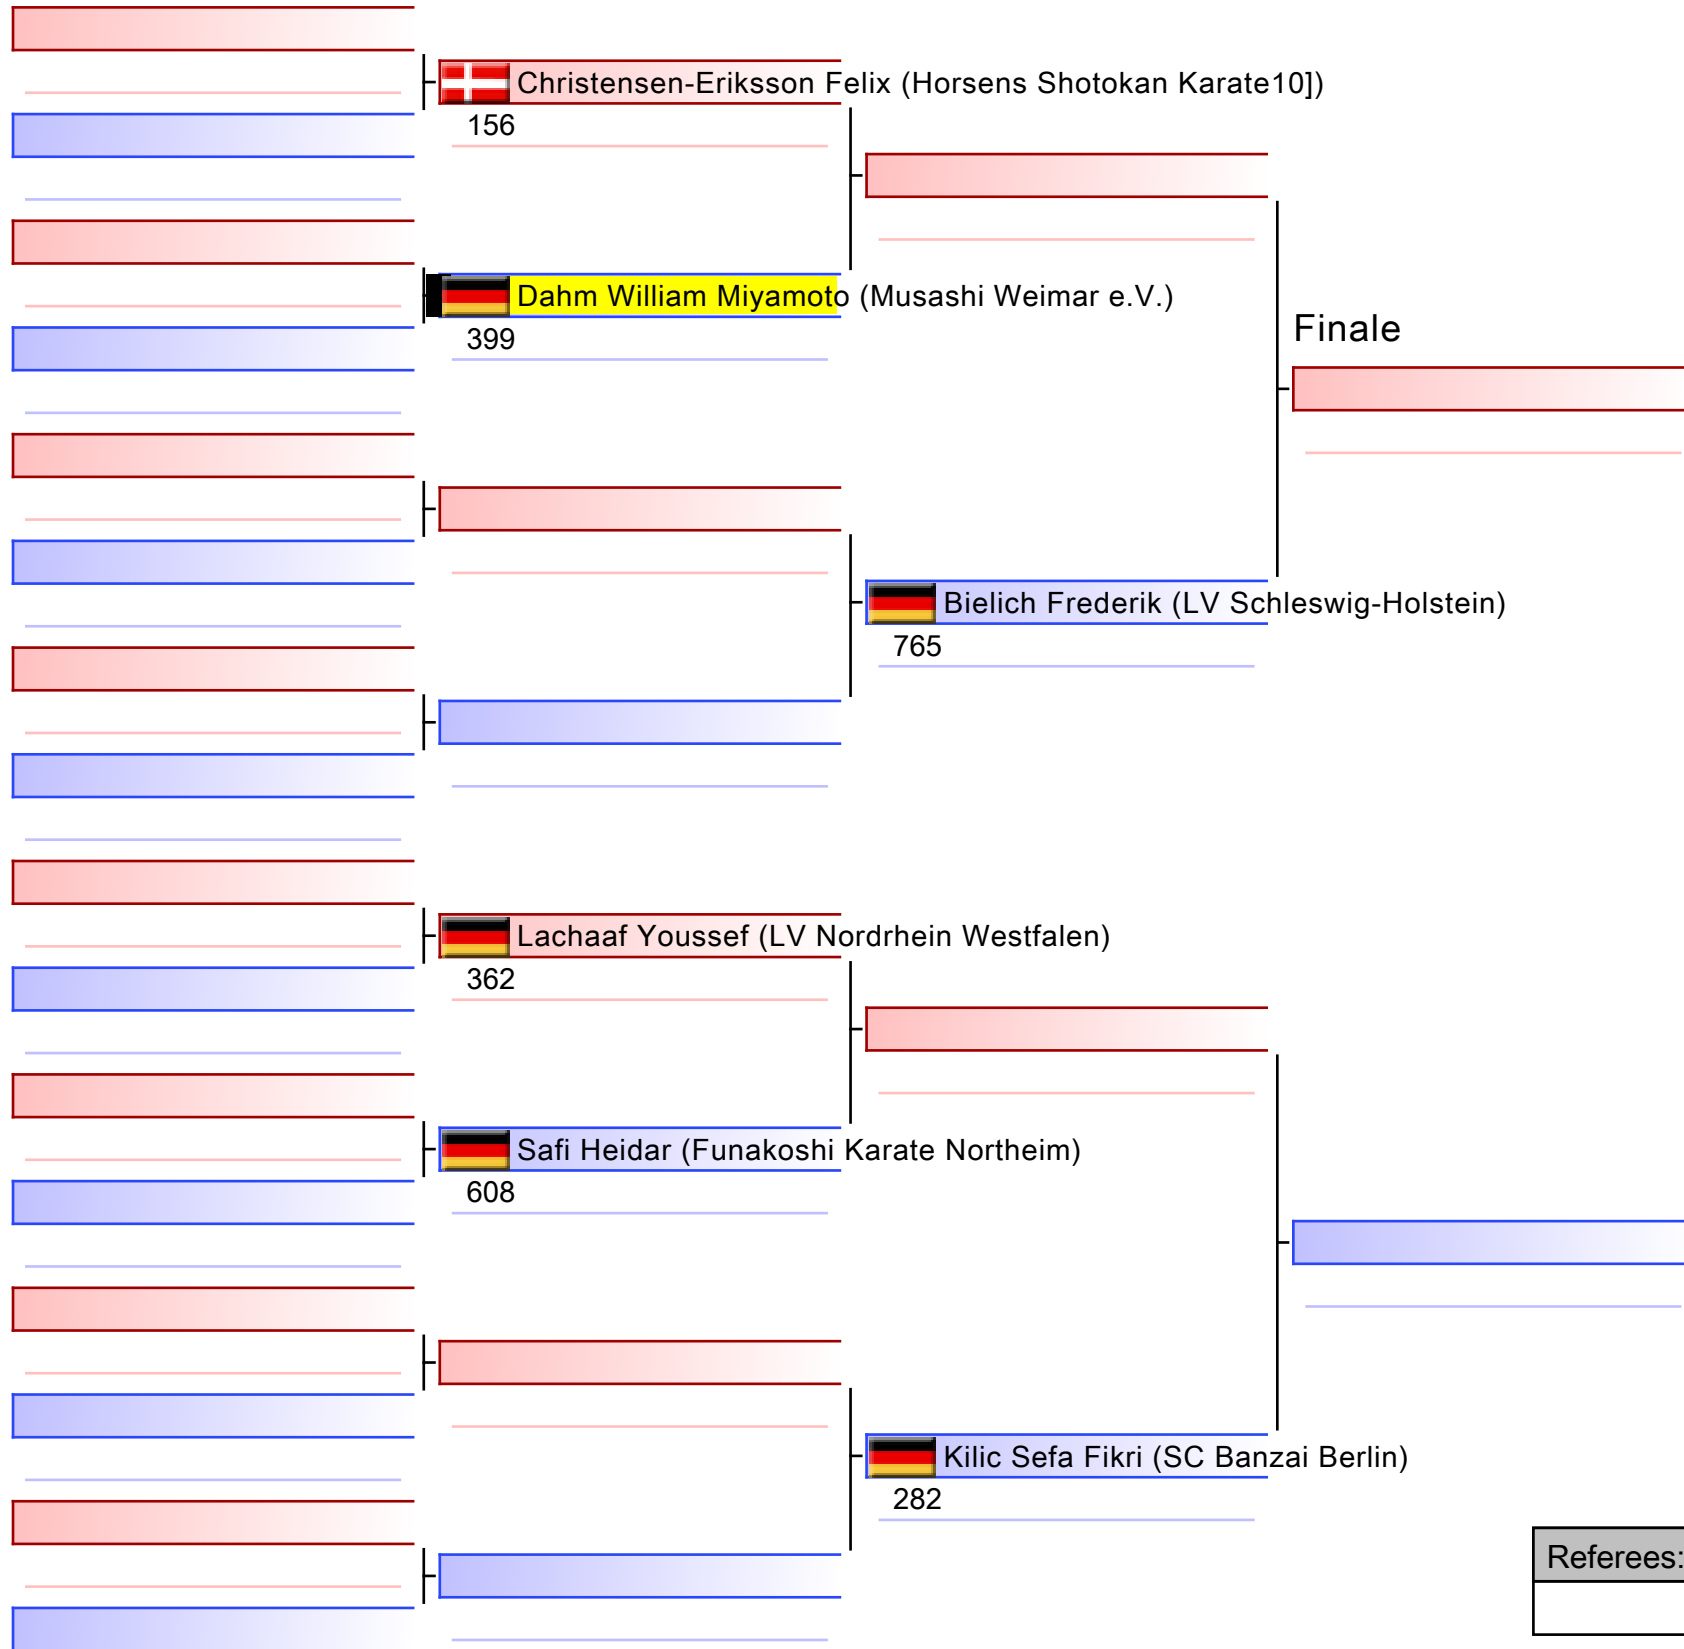 Christensen-Eriksson Felix (Horsens Shotokan Karate10])
156
Dahm William Miyamoto (Musashi Weimar e.V.)
399
Finale
Bielich Frederik (LV Schleswig-Holstein)
765
Lachaaf Youssef (LV Nordrhein Westfalen)
362
Safi Heidar (Funakoshi Karate Northeim)
608
Kilic Sefa Fikri (SC Banzai Berlin)
282
Referees: